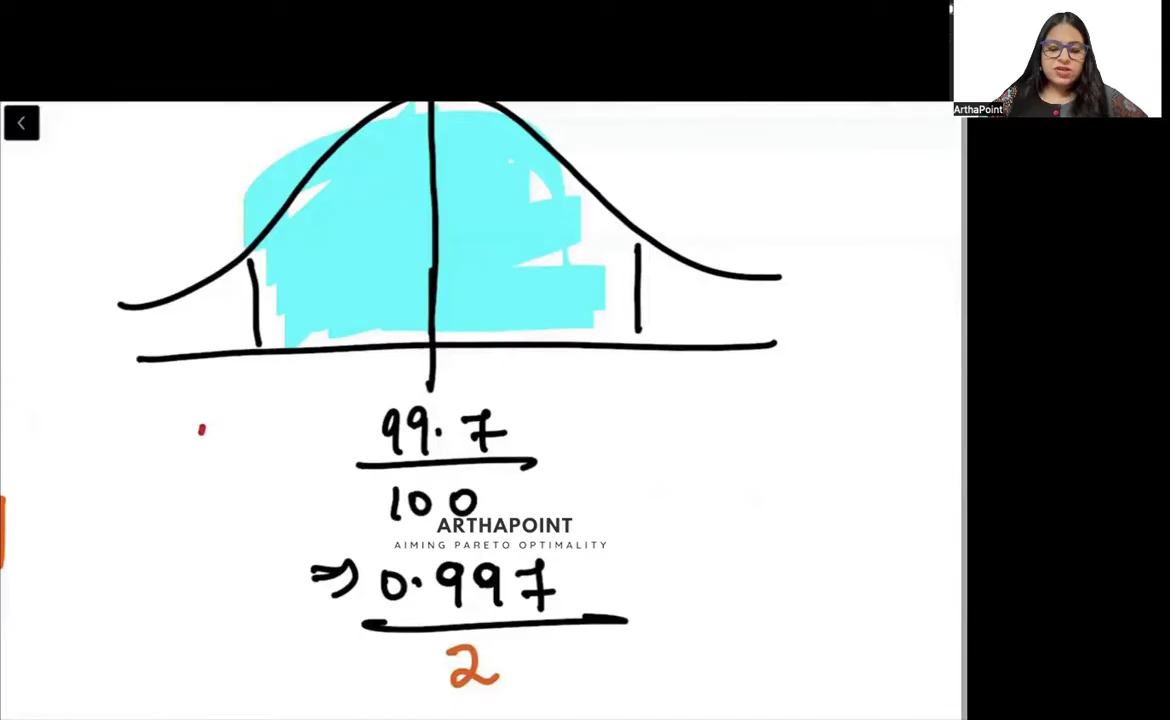 ArthaPoint
99.7
100
ARTHAPOINT
AIMING PARETO OPTIMALITY
⇒ 0.997
2